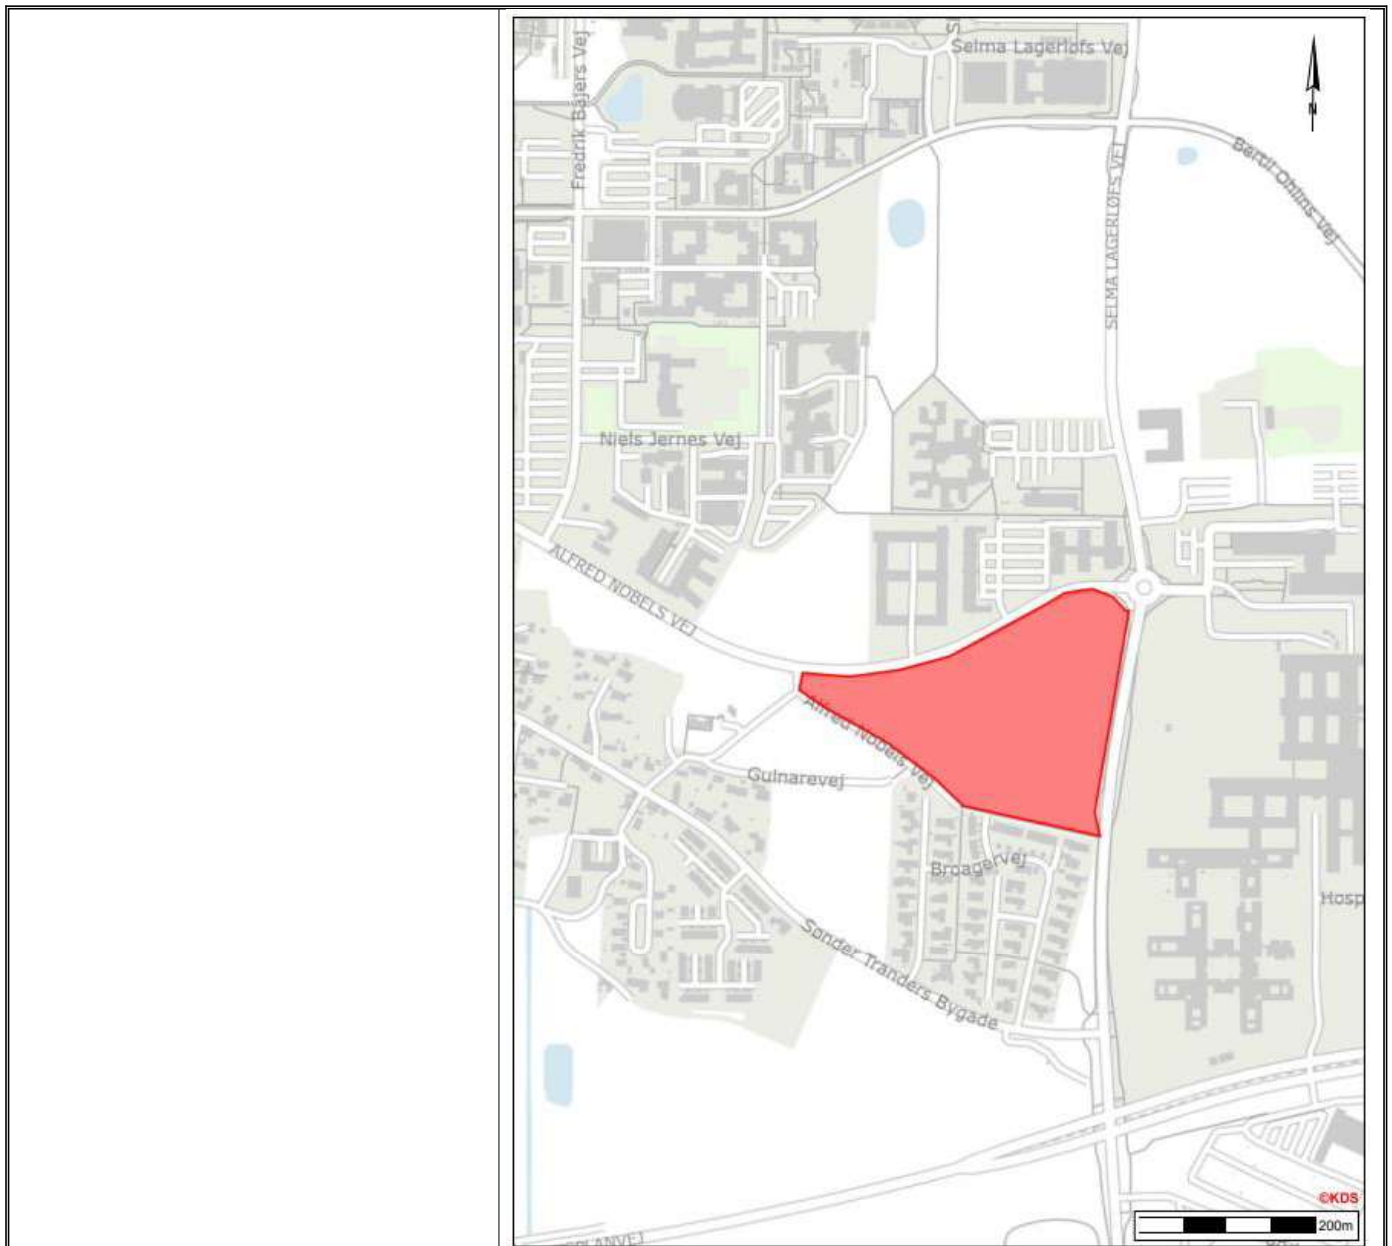 Selma Lagerløfs Vej
Fredrik Bajers Vej
N
Bertil Ohlins Vej
SELMA LAGERLØFS VEJ
Niels Jernes Vej
ALFRED NOBELS VEJ
Alfred Nobels Vej
Gulnarevej
Broagervej
Hosp
Sønder Tranders Bygade
©KDS
200m